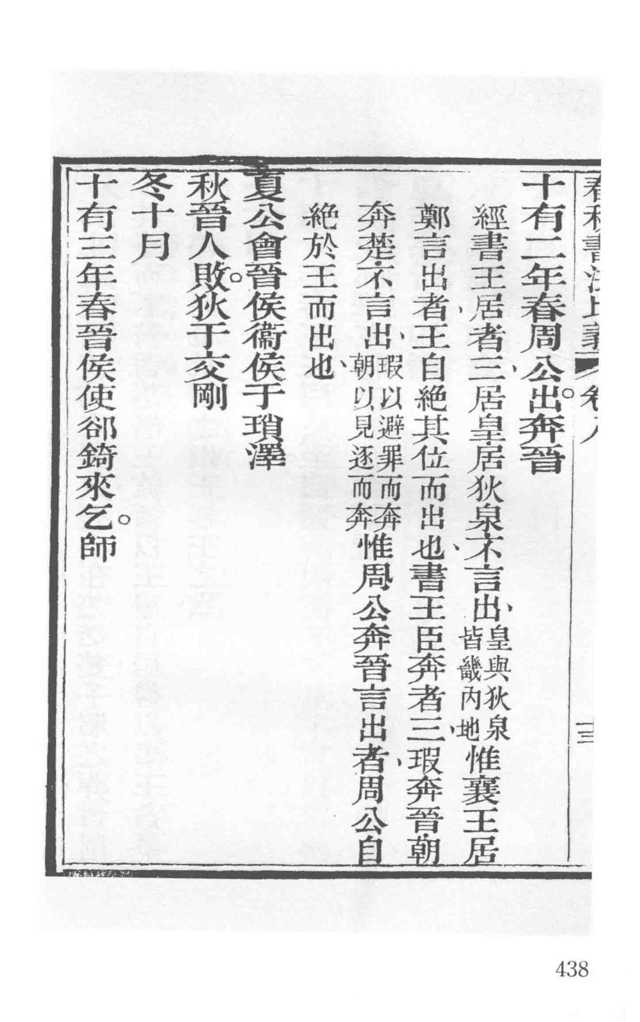 春秋書法比義 卷八 十三
十有二年春周公出奔晉
經書王居者三居皇居狄泉不言出皇與狄泉皆畿內地惟襄王居
鄭言出者王自絕其位而出也書王臣奔者三瑕奔晉朝
奔楚不言出瑕以避罪而奔朝以見逐而奔惟周公奔晉言出者周公自
絕於王而出也
夏公會晉侯衞侯于瑣澤
秋晉人敗狄于交剛
冬十月
十有三年春晉侯使郤錡來乞師
438